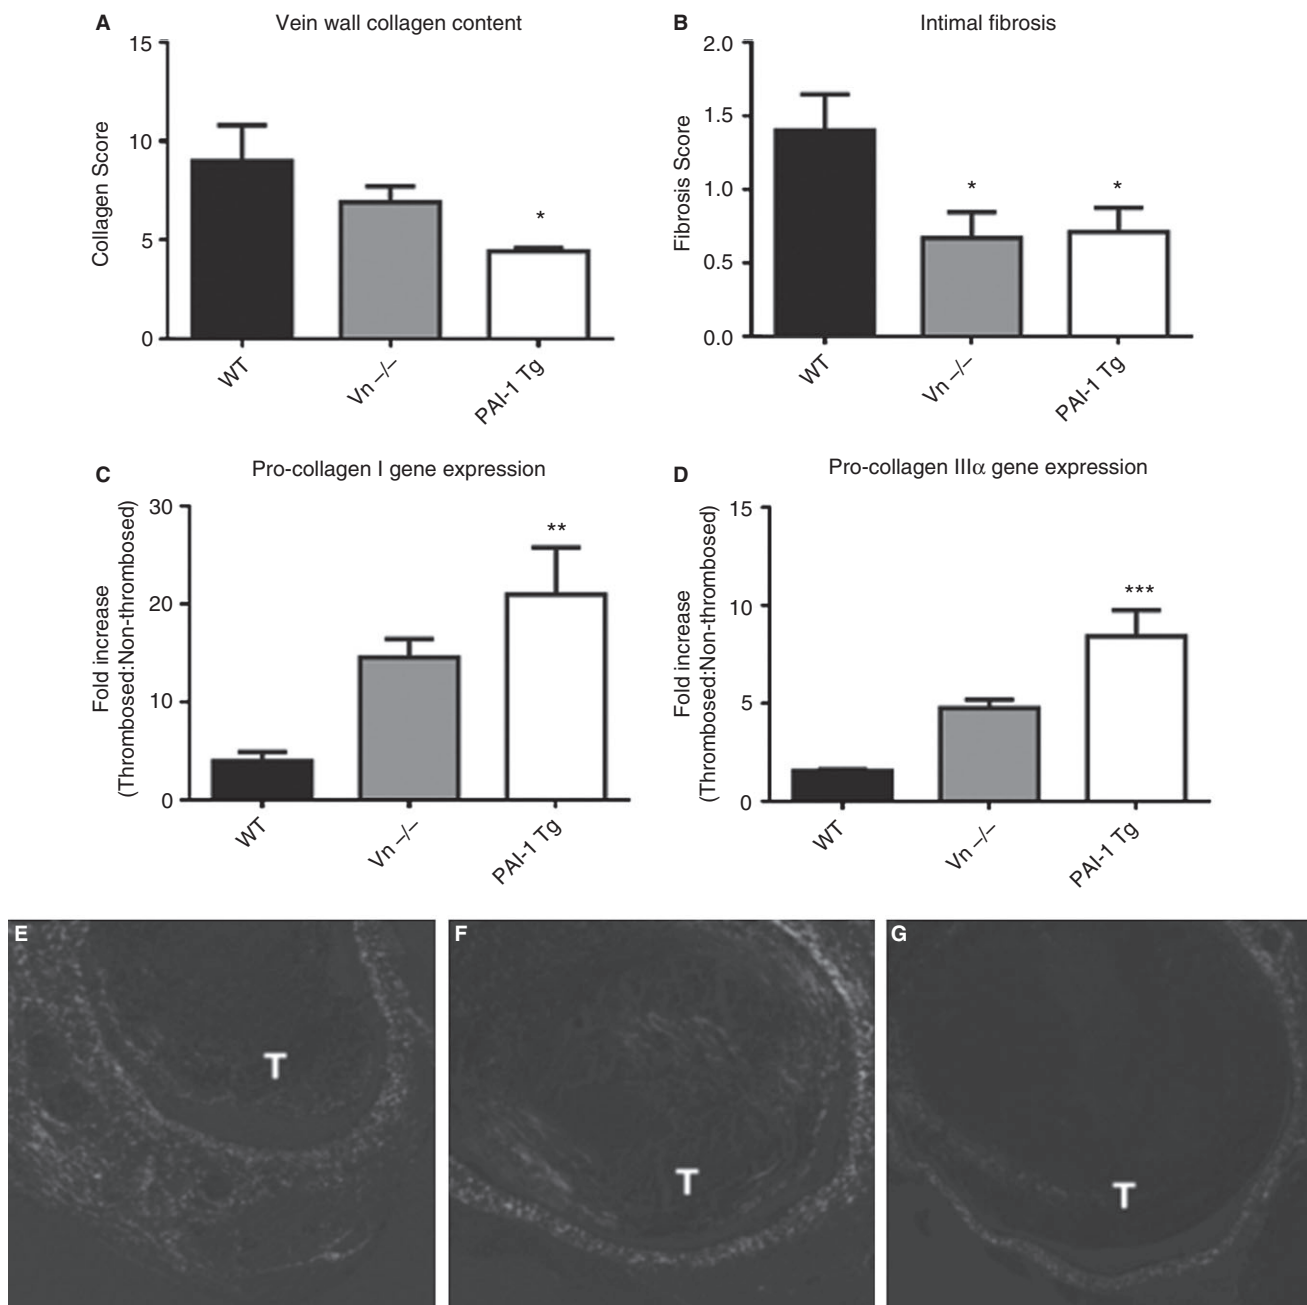 A Vein wall collagen content
Collagen Score
15
10
5
0
*
WT
Vn –/–
PAI-1 Tg
B Intimal fibrosis
Fibrosis Score
2.0
1.5
1.0
0.5
0.0
*
*
WT
Vn –/–
PAI-1 Tg
C Pro-collagen I gene expression
Fold increase
(Thrombosed:Non-thrombosed)
30
20
10
0
**
WT
Vn –/–
PAI-1 Tg
D Pro-collagen IIIα gene expression
Fold increase
(Thrombosed:Non-thrombosed)
15
10
5
0
***
WT
Vn –/–
PAI-1 Tg
E
T
F
T
G
T